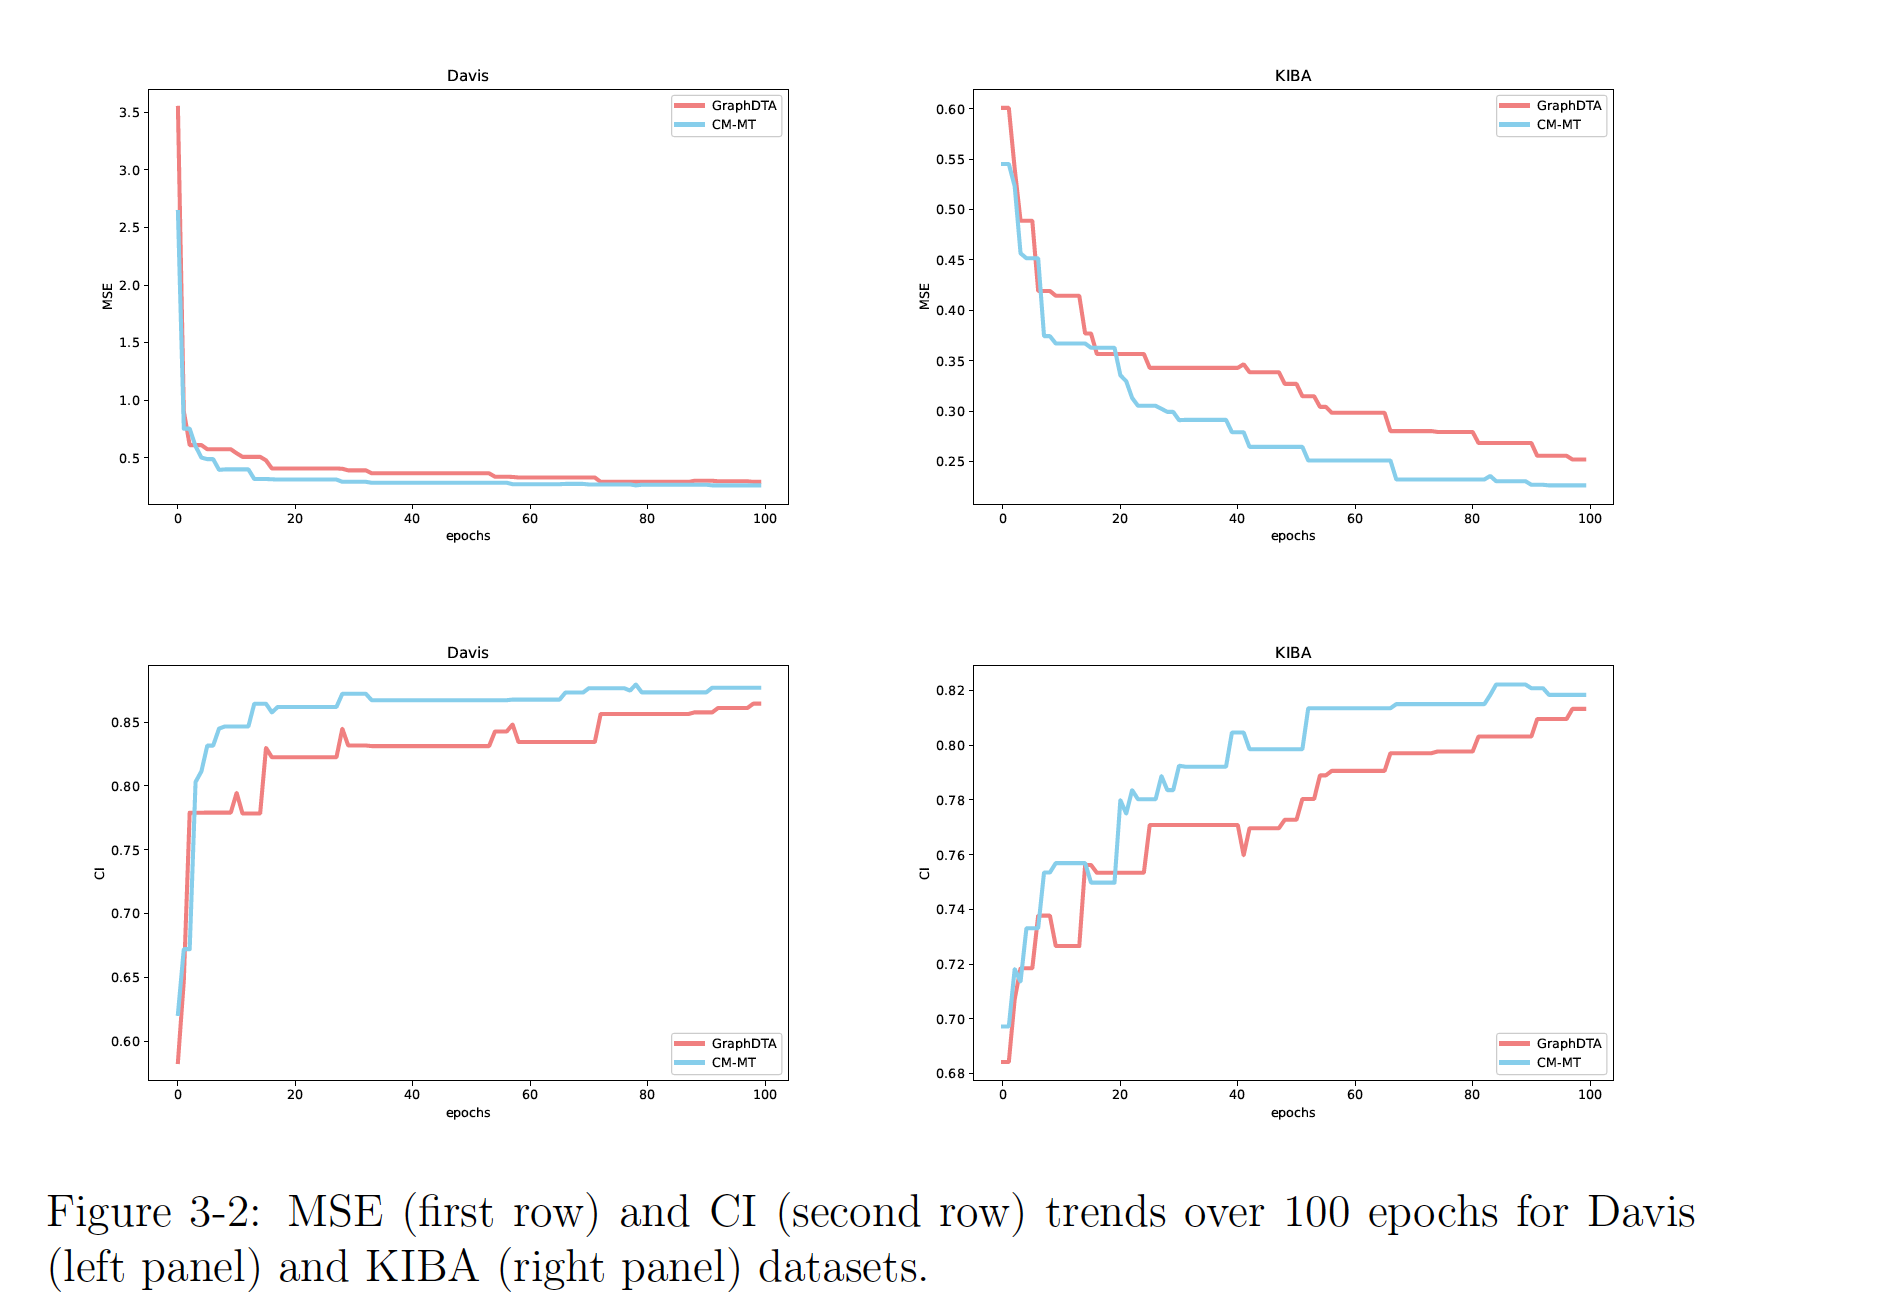 Davis
GraphDTA
CM-MT
3.5
3.0
2.5
2.0
1.5
1.0
0.5
MSE
0 20 40 60 80 100
epochs
KIBA
GraphDTA
CM-MT
0.60
0.55
0.50
0.45
0.40
0.35
0.30
0.25
MSE
0 20 40 60 80 100
epochs
Davis
0.85
0.80
0.75
0.70
0.65
0.60
CI
GraphDTA
CM-MT
0 20 40 60 80 100
epochs
KIBA
0.82
0.80
0.78
0.76
0.74
0.72
0.70
0.68
CI
GraphDTA
CM-MT
0 20 40 60 80 100
epochs
Figure 3-2: MSE (first row) and CI (second row) trends over 100 epochs for Davis
(left panel) and KIBA (right panel) datasets.